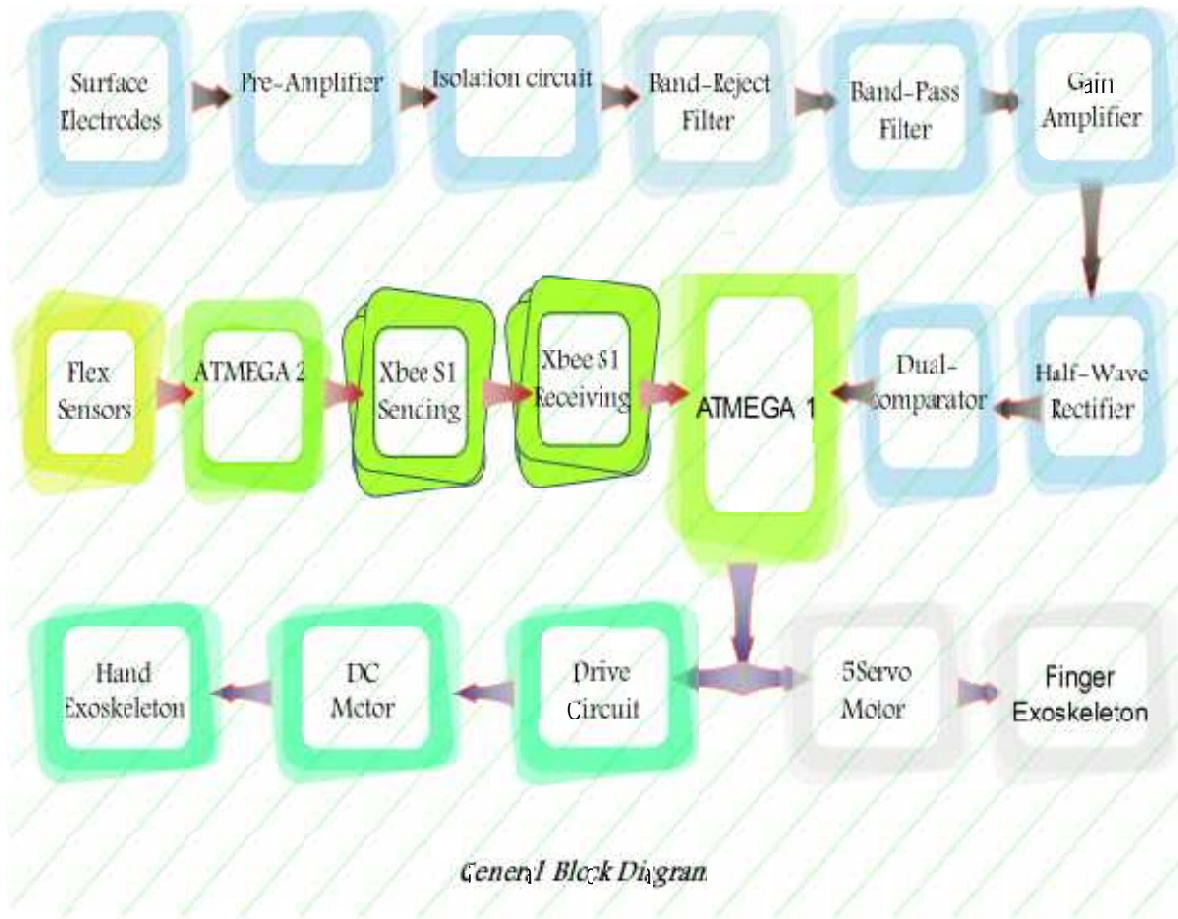 Surface
Electrodes
Pre-Amplifier
Isolation circuit
Band-Reject
Filter
Band-Pass
Filter
Gain
Amplifier
Flex
Sensors
ATMEGA 2
Xbee S1
Sending
Xbee S1
Receiving
ATMEGA 1
Dual-
comparator
Half-Wave
Rectifier
Hand
Exoskeleton
DC
Motor
Drive
Circuit
5Servo
Motor
Finger
Exoskeleton
General Block Diagram